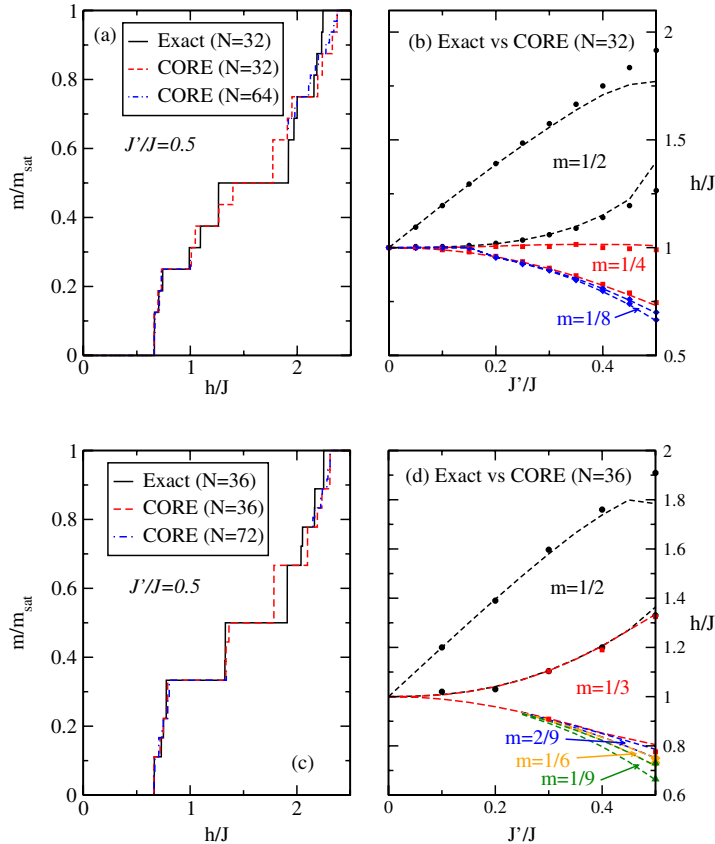 (a)
Exact (N=32)
CORE (N=32)
CORE (N=64)
J'/J=0.5
m/m_sat
0
0.2
0.4
0.6
0.8
1
0
1
2
h/J
(b) Exact vs CORE (N=32)
m=1/2
m=1/4
m=1/8
2
1.5
1
0.5
h/J
0
0.2
0.4
J'/J
Exact (N=36)
CORE (N=36)
CORE (N=72)
J'/J=0.5
(c)
m/m_sat
0
0.2
0.4
0.6
0.8
1
0
1
2
h/J
(d) Exact vs CORE (N=36)
m=1/2
m=1/3
m=2/9
m=1/6
m=1/9
2
1.8
1.6
1.4
1.2
1
0.8
0.6
h/J
0
0.2
0.4
J'/J